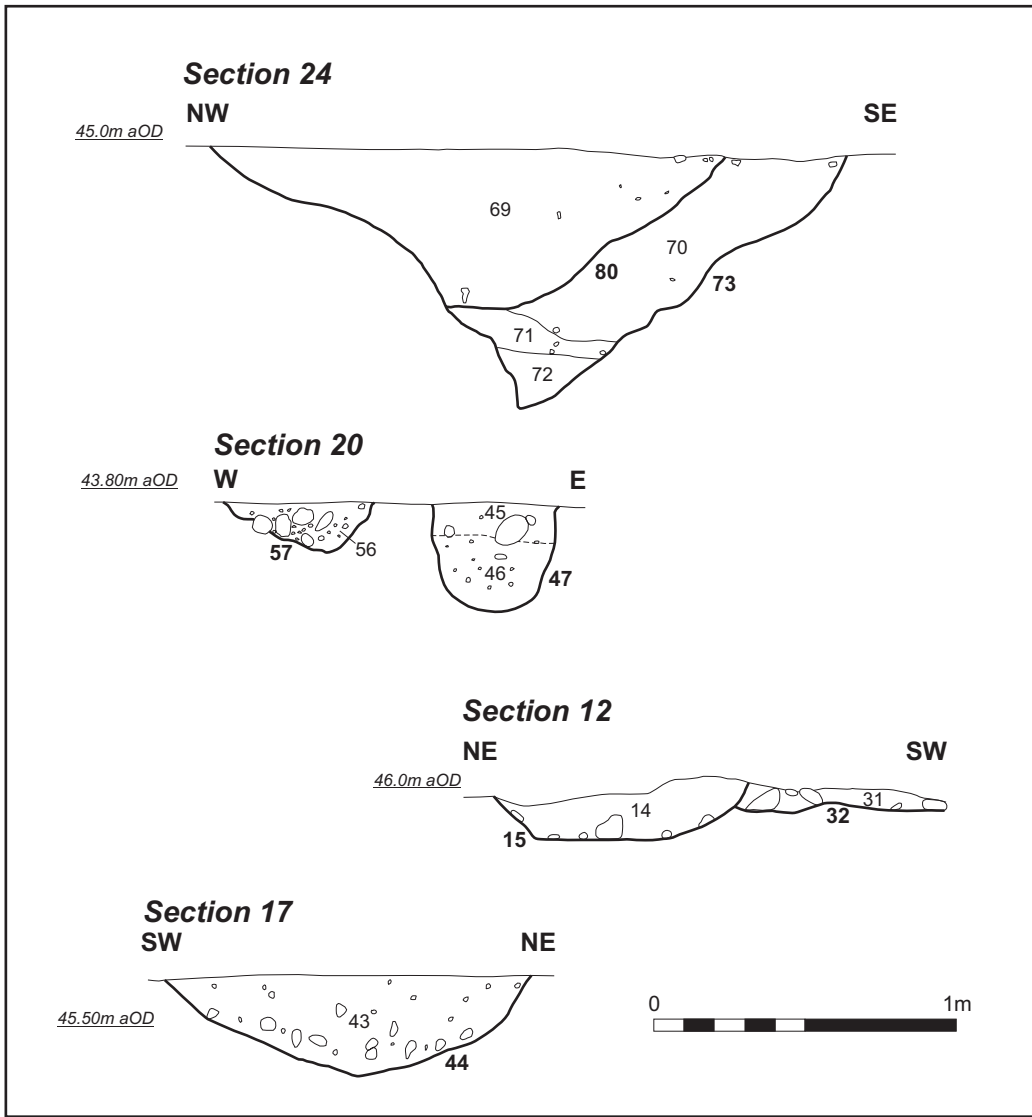 Section 24
NW SE
45.0m aOD
69
70
80
73
71
72
Section 20
W E
43.80m aOD
45
56
57
46
47
Section 12
NE SW
46.0m aOD
14
31
15
32
Section 17
SW NE
45.50m aOD
43
44
0 1m